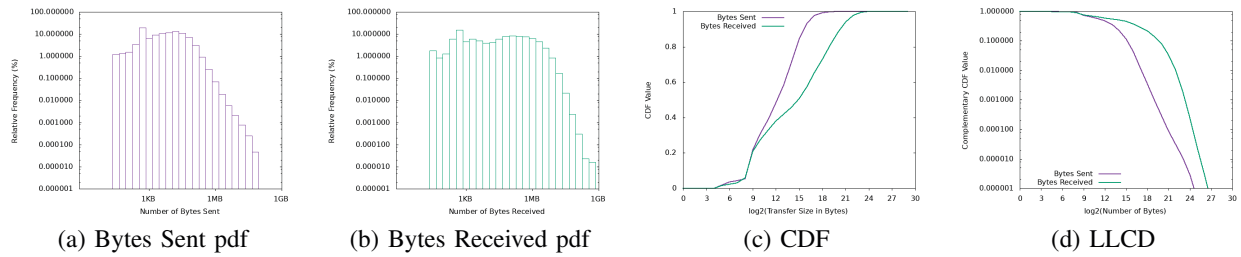 100.000000
10.000000
1.000000
0.100000
0.010000
0.001000
0.000100
0.000010
0.000001
Relative Frequency (%)
1KB 1MB 1GB
Number of Bytes Sent
(a) Bytes Sent pdf
100.000000
10.000000
1.000000
0.100000
0.010000
0.001000
0.000100
0.000010
0.000001
Relative Frequency (%)
1KB 1MB 1GB
Number of Bytes Received
(b) Bytes Received pdf
1
0.8
0.6
0.4
0.2
0
CDF Value
Bytes Sent
Bytes Received
0 3 6 9 12 15 18 21 24 27 30
log2(Transfer Size in Bytes)
(c) CDF
1.000000
0.100000
0.010000
0.001000
0.000100
0.000010
0.000001
Complementary CDF Value
Bytes Sent
Bytes Received
0 3 6 9 12 15 18 21 24 27 30
log2(Number of Bytes)
(d) LLCD